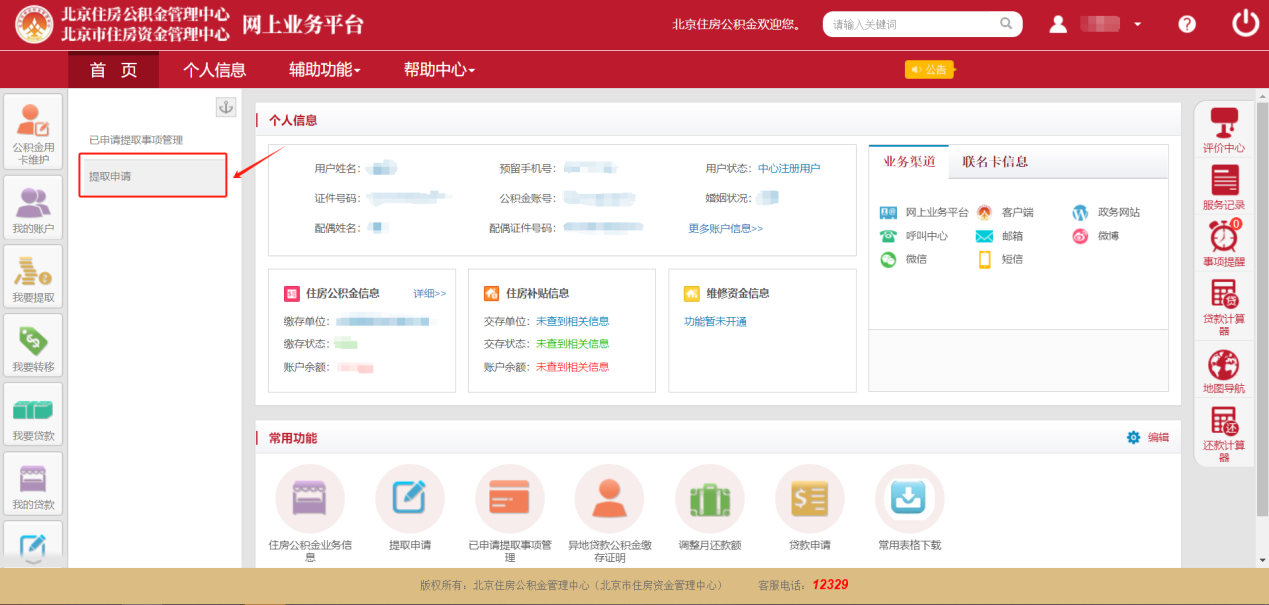 北京住房公积金管理中心
北京市住房资金管理中心
网上业务平台
北京住房公积金欢迎您。
请输入关键词
首 页
个人信息
辅助功能
帮助中心
公告
公积金用
卡维护
我的账户
我要提取
我要转移
我要贷款
我的贷款
已申请提取事项管理
提取申请
个人信息
用户姓名：
预留手机号：
用户状态：中心注册用户
证件号码：
公积金账号：
婚姻状况：
配偶姓名：
配偶证件号码：
更多账户信息>>
住房公积金信息
详细>>
缴存单位：
缴存状态：
账户余额：
住房补贴信息
交存单位：未查到相关信息
交存状态：未查到相关信息
账户余额：未查到相关信息
维修资金信息
功能暂未开通
业务渠道
联名卡信息
网上业务平台
客户端
政务网站
呼叫中心
邮箱
微博
微信
短信
常用功能
编辑
住房公积金业务信
息
提取申请
已申请提取事项管
理
异地贷款公积金缴
存证明
调整月还款额
贷款申请
常用表格下载
评价中心
服务记录
0
事项提醒
贷
贷款计算
器
地图导航
还
还款计算
器
版权所有：北京住房公积金管理中心（北京市住房资金管理中心）
客服电话：12329